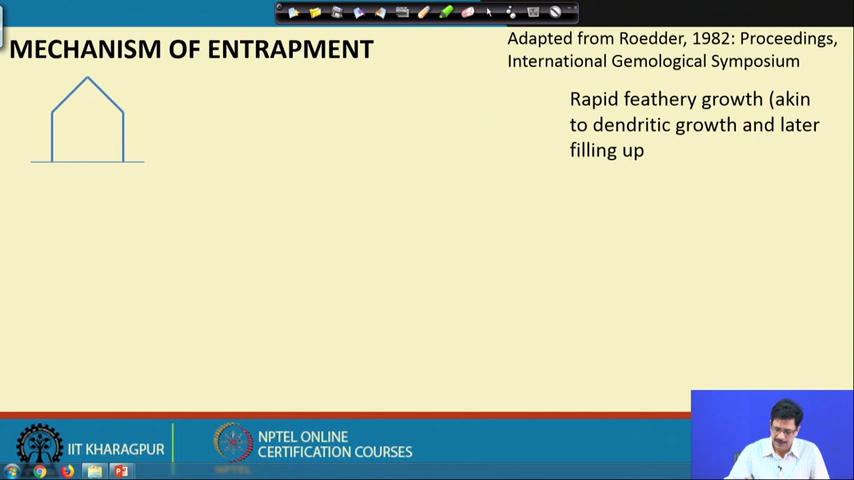 MECHANISM OF ENTRAPMENT
Adapted from Roedder, 1982: Proceedings,
International Gemological Symposium
Rapid feathery growth (akin
to dendritic growth and later
filling up
IIT KHARAGPUR
NPTEL ONLINE
CERTIFICATION COURSES
NPTEL